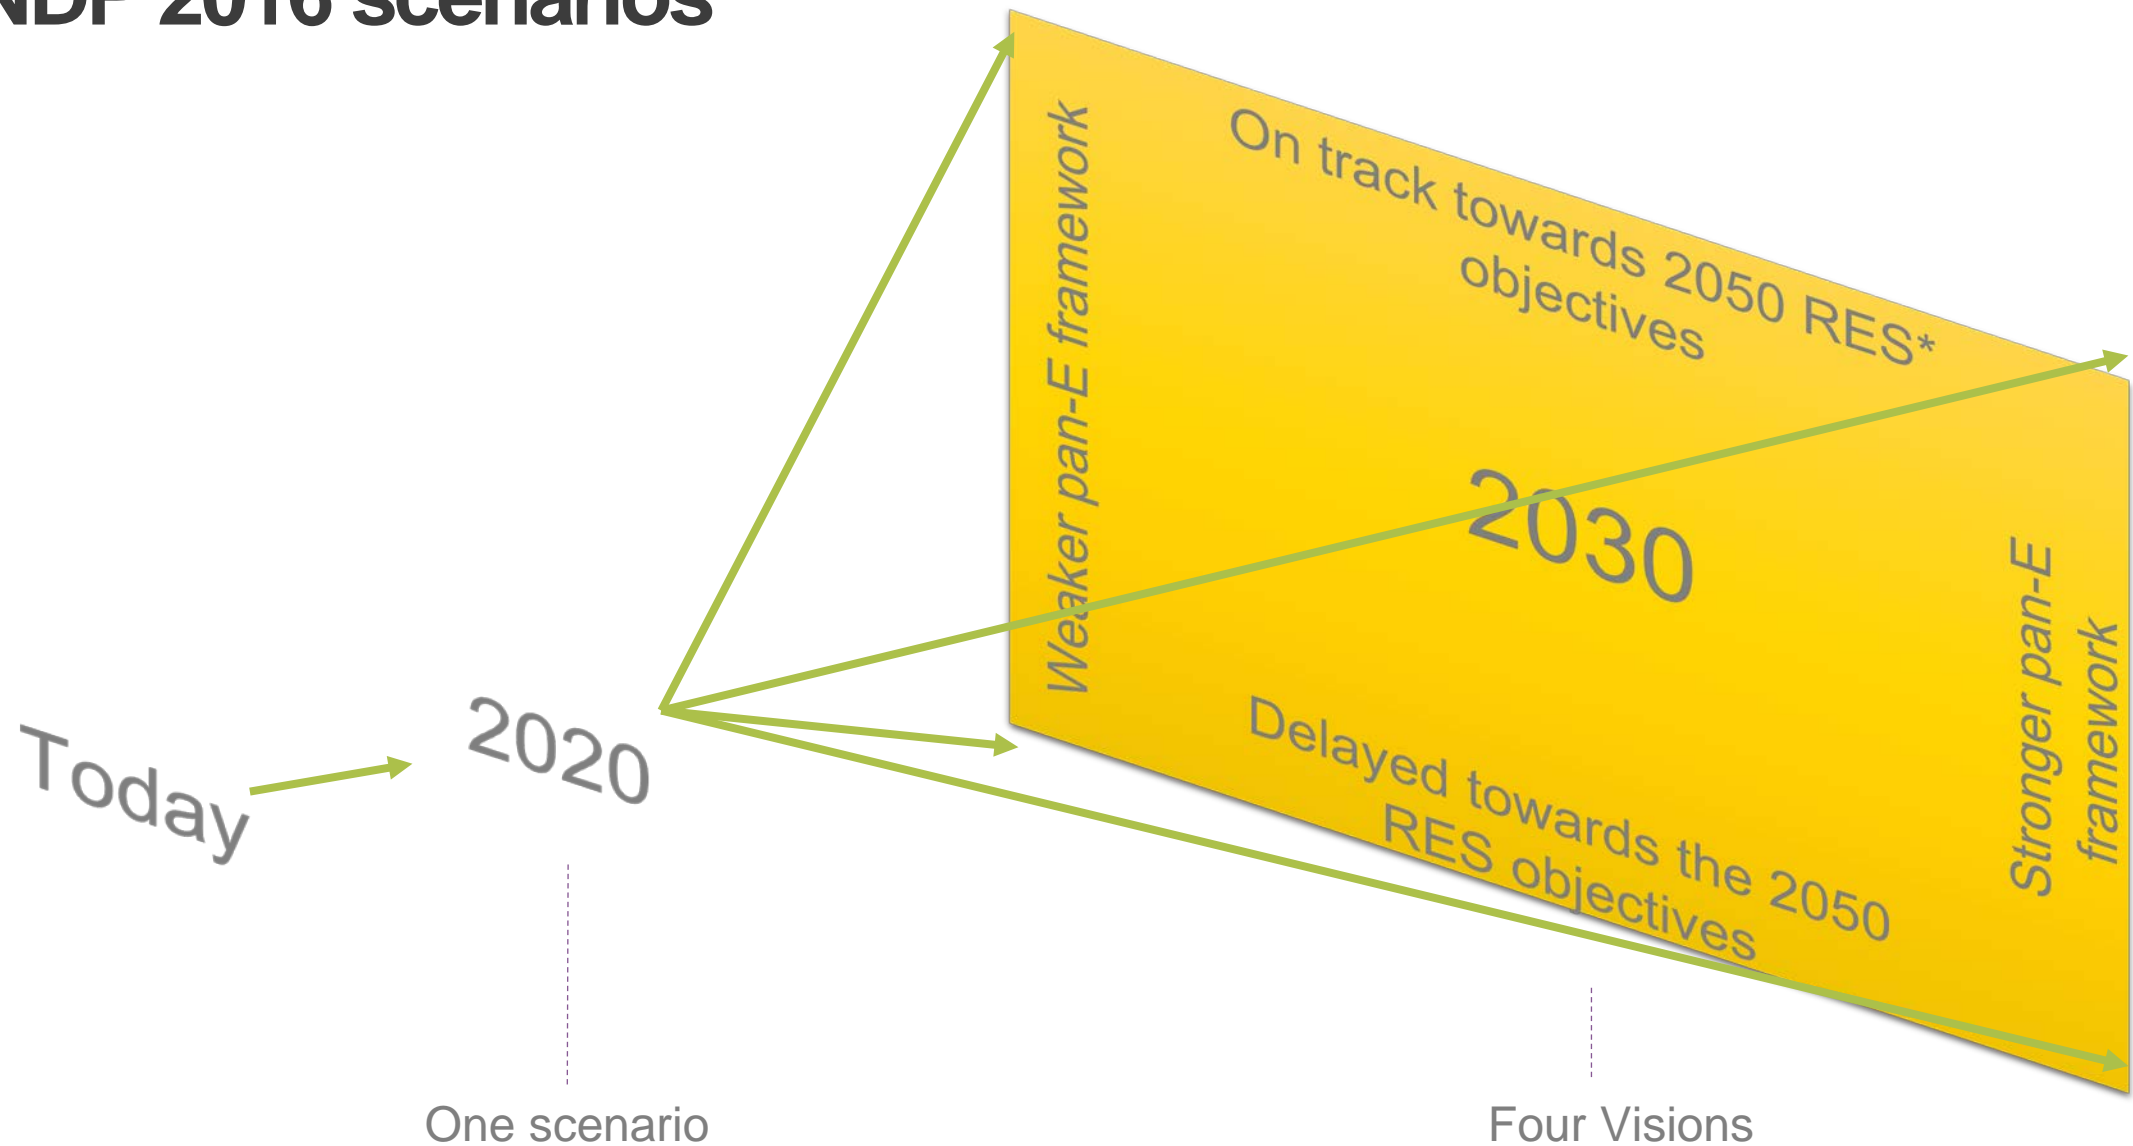 NDP 2016 scenarios
On track towards 2050 RES*
objectives
Weaker pan-E framework
2030
Stronger pan-E
framework
Delayed towards the 2050
RES objectives
Today
2020
One scenario
Four Visions